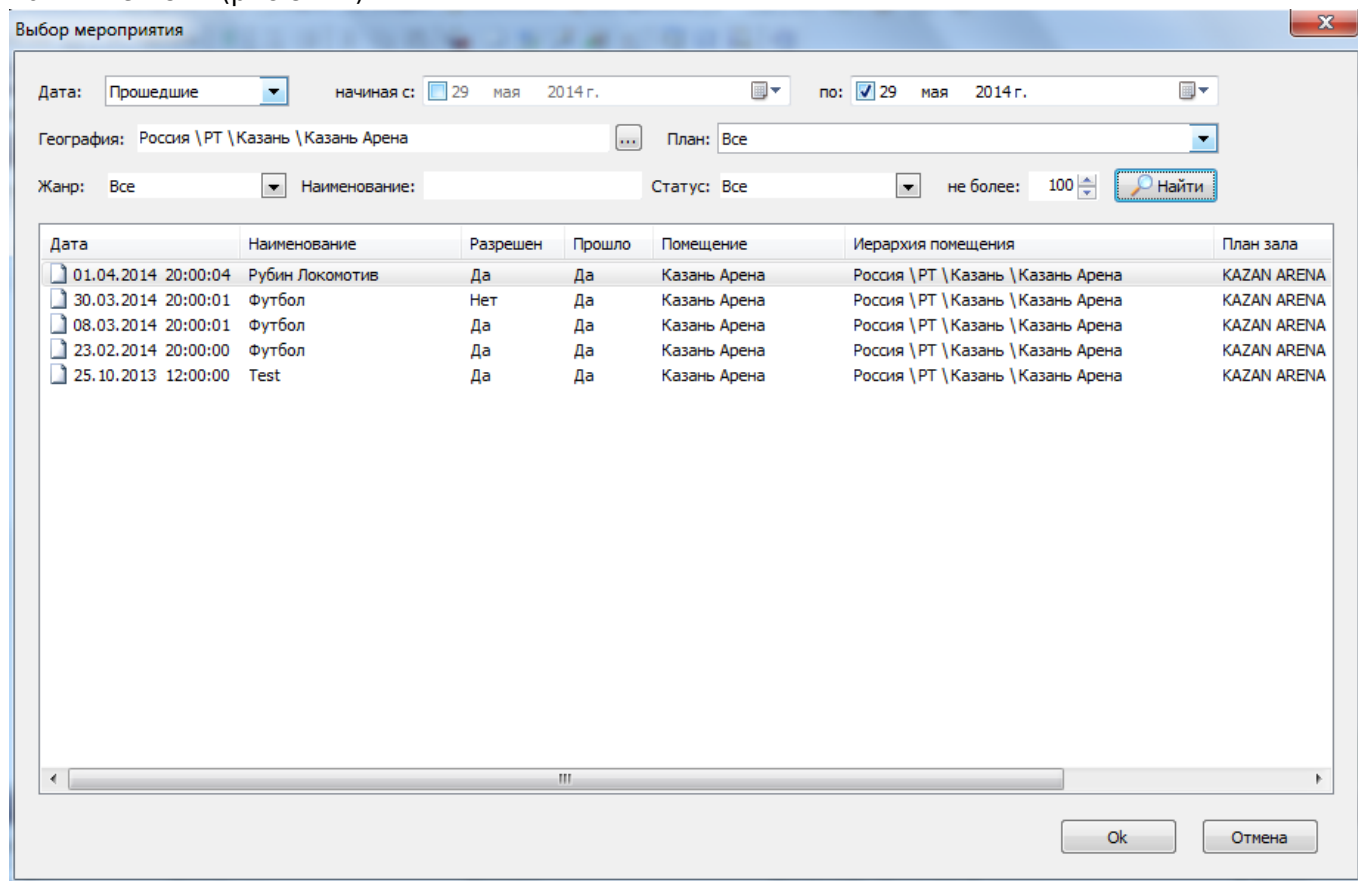 Выбор мероприятия
Дата: Прошедшие начиная с: 29 мая 2014 г. по: 29 мая 2014 г.
География: Россия \ РТ \ Казань \ Казань Арена ... План: Все
Жанр: Все Наименование: Статус: Все не более: 100 Найти
Дата Наименование Разрешен Прошло Помещение Иерархия помещения План зала
01.04.2014 20:00:04 Рубин Локомотив Да Да Казань Арена Россия \ РТ \ Казань \ Казань Арена KAZAN ARENA
30.03.2014 20:00:01 Футбол Нет Да Казань Арена Россия \ РТ \ Казань \ Казань Арена KAZAN ARENA
08.03.2014 20:00:01 Футбол Да Да Казань Арена Россия \ РТ \ Казань \ Казань Арена KAZAN ARENA
23.02.2014 20:00:00 Футбол Да Да Казань Арена Россия \ РТ \ Казань \ Казань Арена KAZAN ARENA
25.10.2013 12:00:00 Test Да Да Казань Арена Россия \ РТ \ Казань \ Казань Арена KAZAN ARENA
Ok Отмена